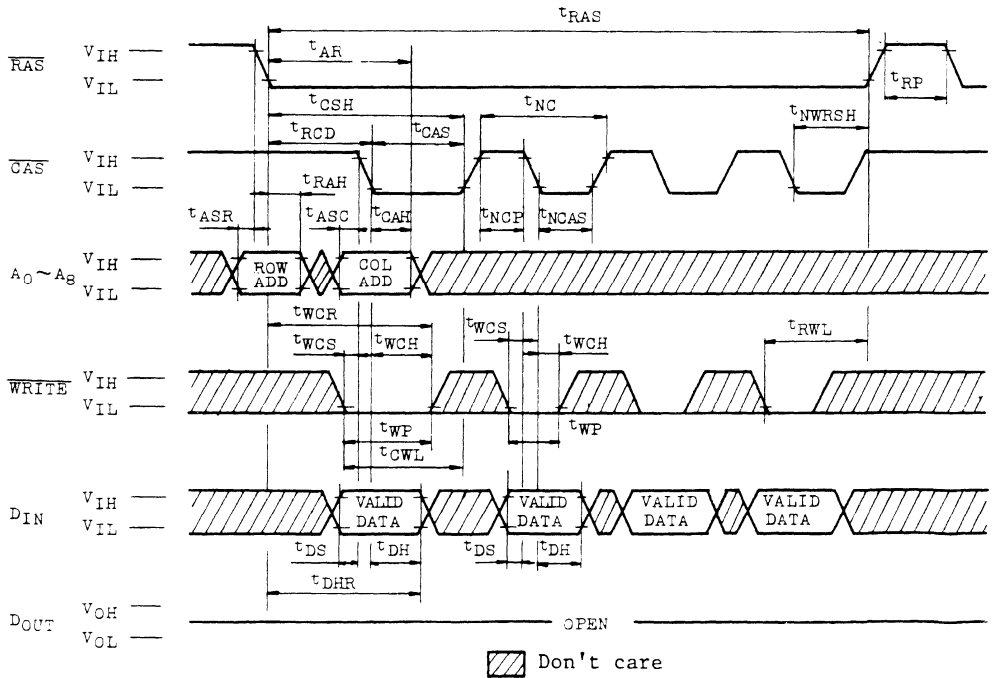 tRAS
RAS VIH
VIL
tAR
tRP
tCSH
tNC
tRCD
tCAS
tNWRSH
CAS VIH
VIL
tRAH
tASR
tASC
tCAH
tNCP
tNCAS
A0~A8 VIH
VIL
ROW ADD
COL ADD
tWCR
tWCS
tWCH
tWCS
tWCH
tRWL
WRITE VIH
VIL
tWP
tWP
tCWL
DIN VIH
VIL
VALID DATA
VALID DATA
VALID DATA
VALID DATA
tDS
tDH
tDS
tDH
tDHR
DOUT VOH
VOL
OPEN
Don't care